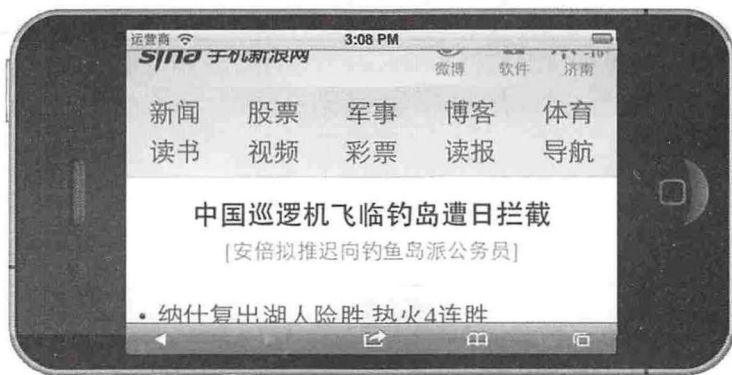 运营商 3:08 PM
sina 手机新浪网
微博 软件 济南
新闻 股票 军事 博客 体育
读书 视频 彩票 读报 导航
中国巡逻机飞临钓岛遭日拦截
[安倍拟推迟向钓鱼岛派公务员]
• 纳什复出湖人险胜 热火4连胜